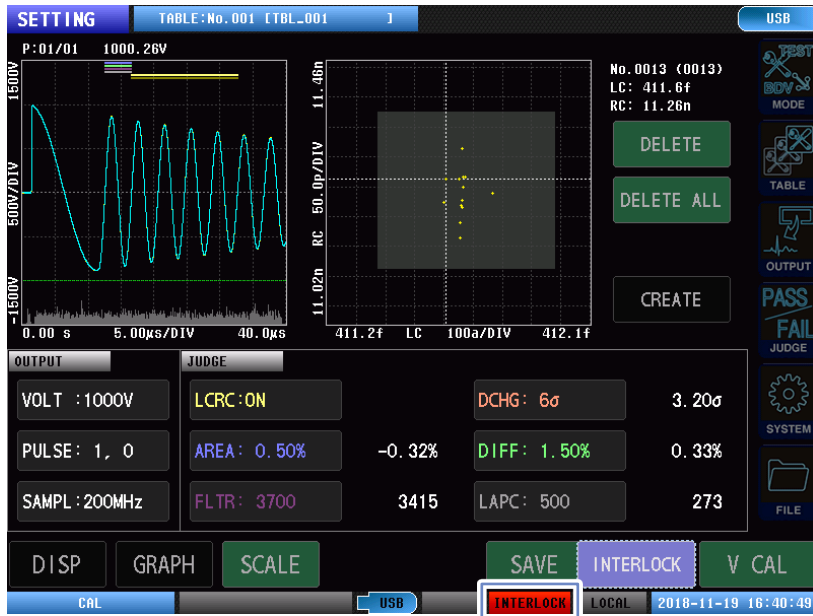 SETTING TABLE:No.001 [TBL_001 ] USB
P:01/01 1000.26V
1500V
500V/DIV
-1500V
0.00 s 5.00µs/DIV 40.0µs
11.46n
50.0p/DIV
RC
11.02n
411.2f LC 100a/DIV 412.1f
No.0013 (0013)
LC: 411.6f
RC: 11.26n
DELETE
DELETE ALL
CREATE
TEST
BDV
MODE
TABLE
OUTPUT
PASS
FAIL
JUDGE
SYSTEM
FILE
OUTPUT JUDGE
VOLT :1000V LCRC:ON DCHG: 6σ 3.20σ
PULSE: 1, 0 AREA: 0.50% -0.32% DIFF: 1.50% 0.33%
SAMPL:200MHz FLTR: 3700 3415 LAPC: 500 273
DISP GRAPH SCALE SAVE INTERLOCK V CAL
CAL USB INTERLOCK LOCAL 2018-11-19 16:40:49